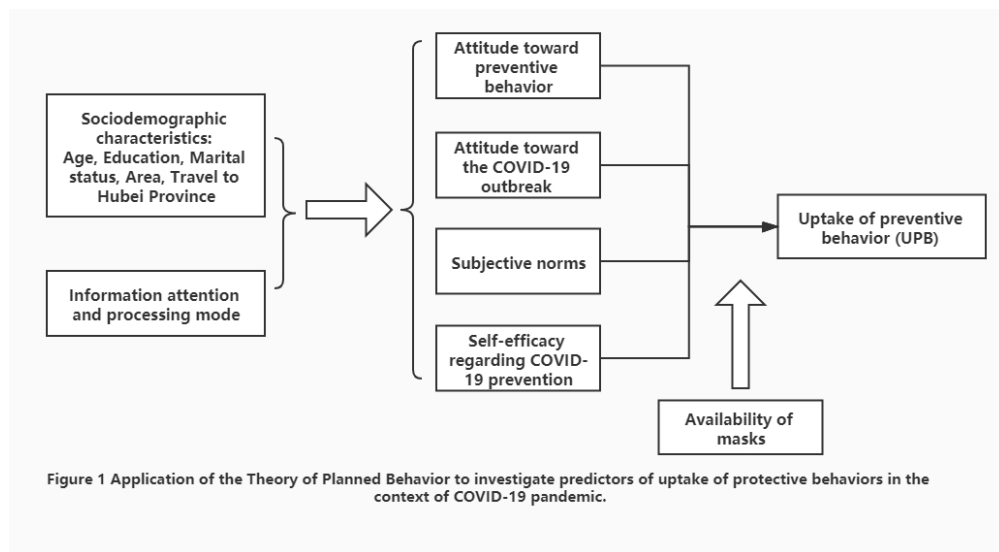 Sociodemographic
characteristics:
Age, Education, Marital
status, Area, Travel to
Hubei Province
Information attention
and processing mode
Attitude toward
preventive
behavior
Attitude toward
the COVID-19
outbreak
Subjective norms
Self-efficacy
regarding COVID-
19 prevention
Uptake of preventive
behavior (UPB)
Availability of
masks
Figure 1 Application of the Theory of Planned Behavior to investigate predictors of uptake of protective behaviors in the
context of COVID-19 pandemic.